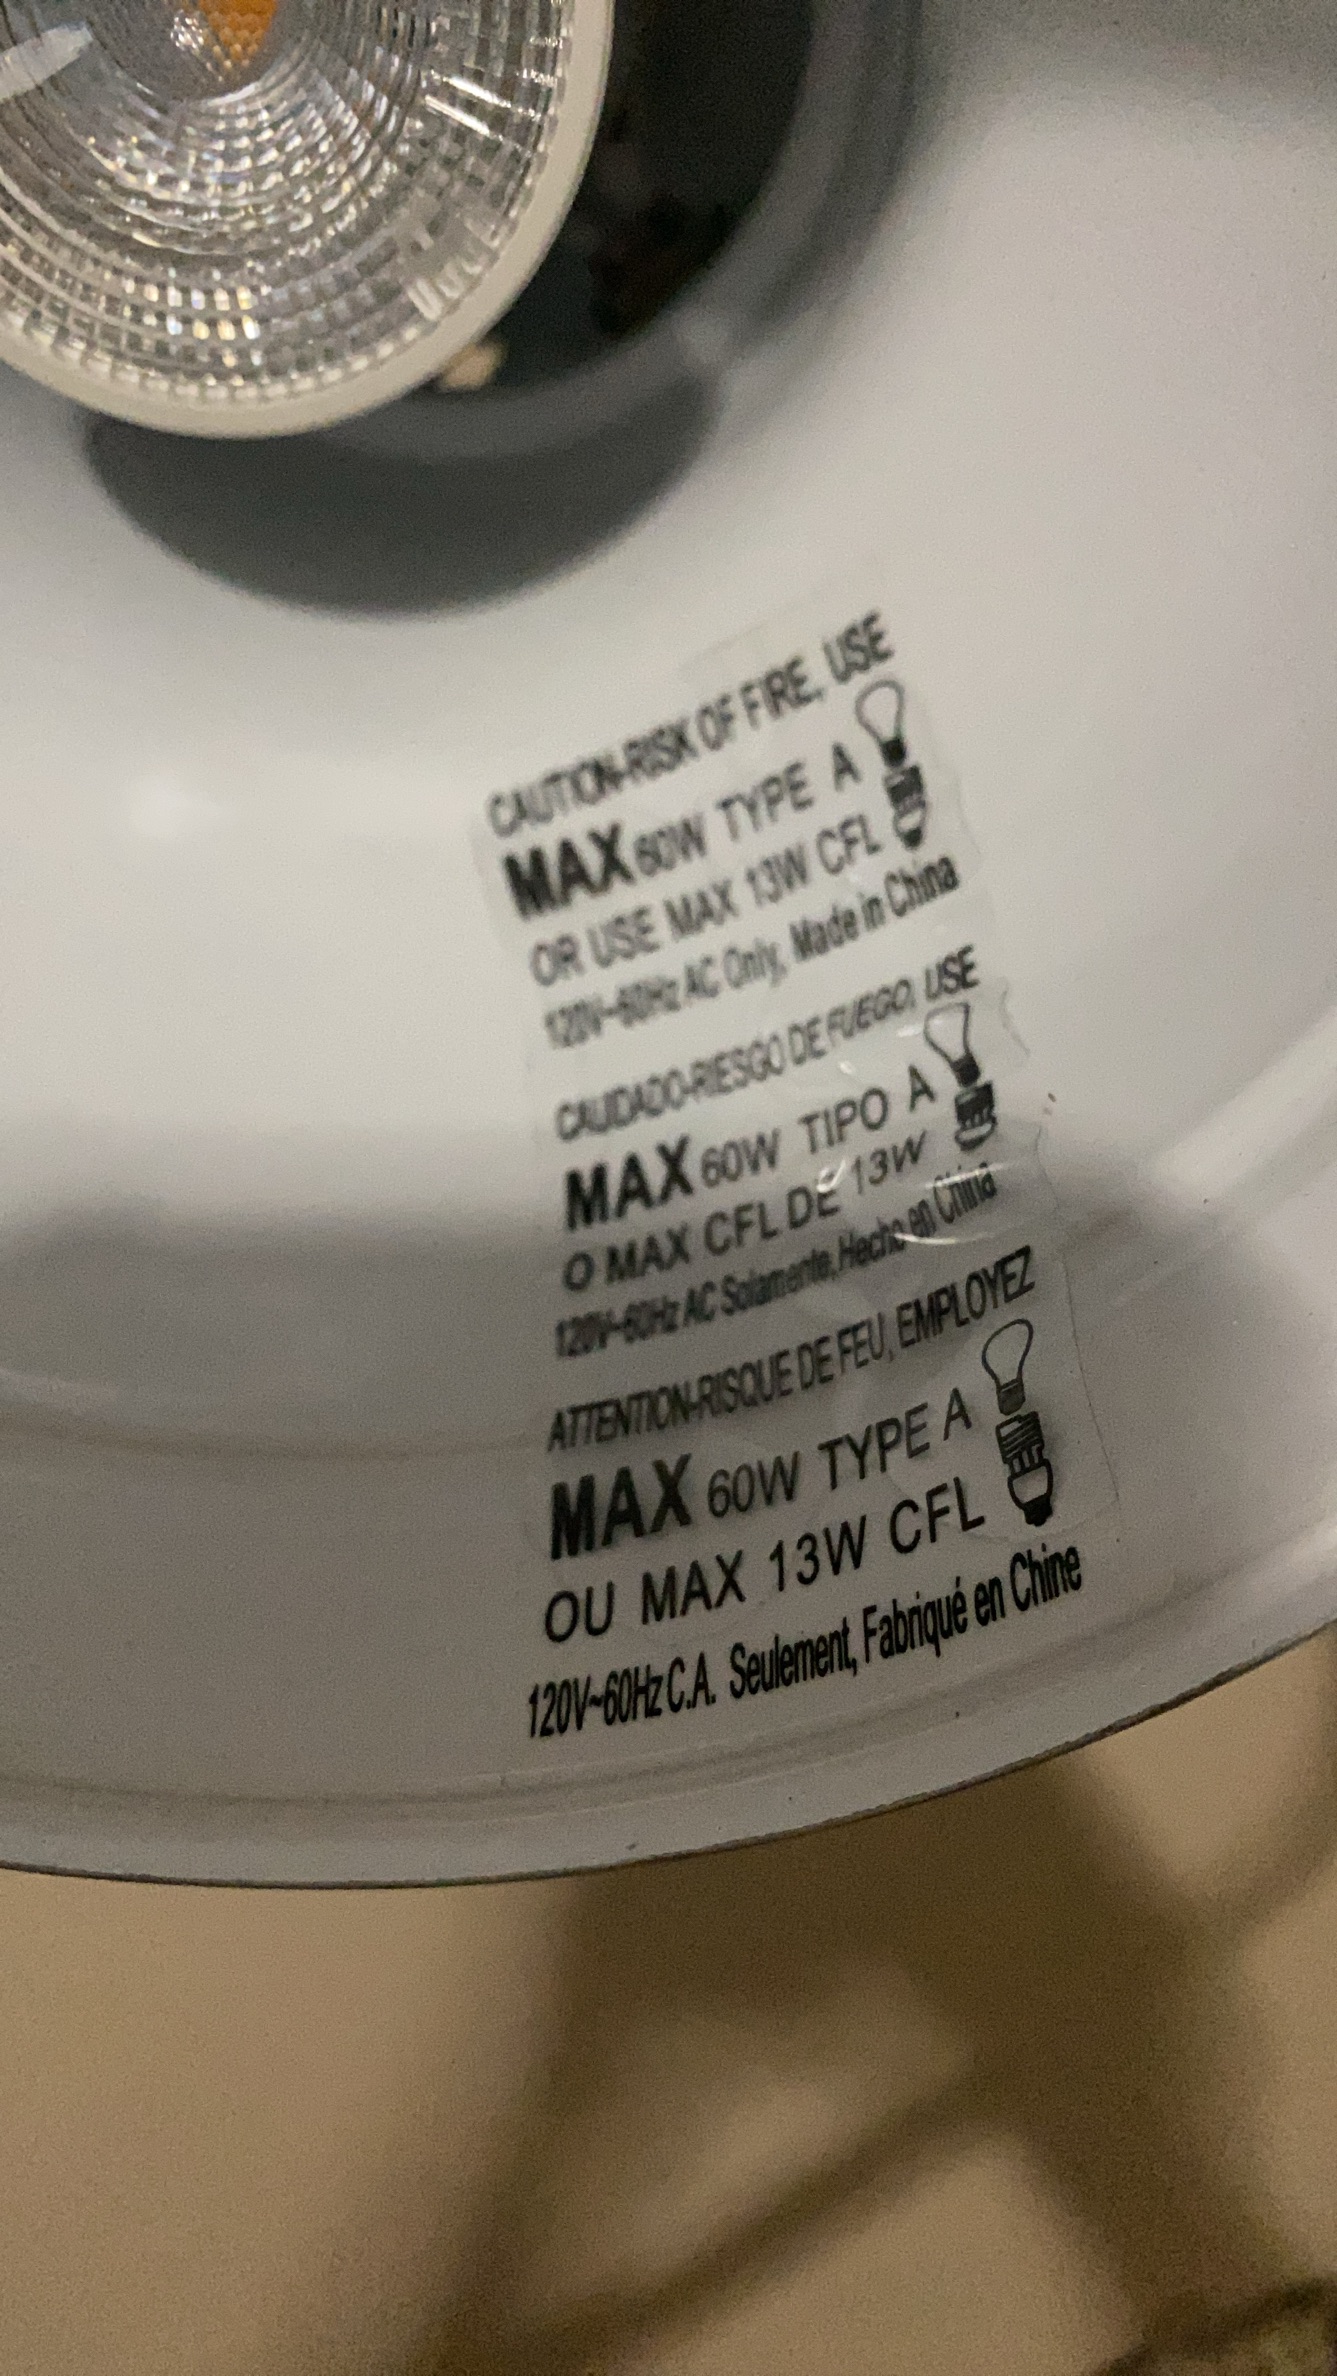 CAUTION-RISK OF FIRE, USE
MAX 60W TYPE A
OR USE MAX 13W CFL
120V~60Hz AC Only, Made in China
CAUDADO-RIESGO DE FUEGO, USE
MAX 60W TIPO A
O MAX CFL DE 13W
120V~60Hz AC Solamente, Hecho en China
ATTENTION-RISQUE DE FEU, EMPLOYEZ
MAX 60W TYPE A
OU MAX 13W CFL
120V~60Hz C.A. Seulement, Fabriqué en Chine